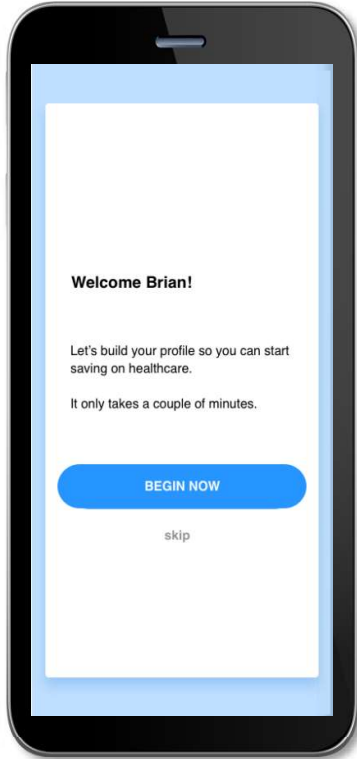 Welcome Brian!
Let's build your profile so you can start
saving on healthcare.
It only takes a couple of minutes.
BEGIN NOW
skip